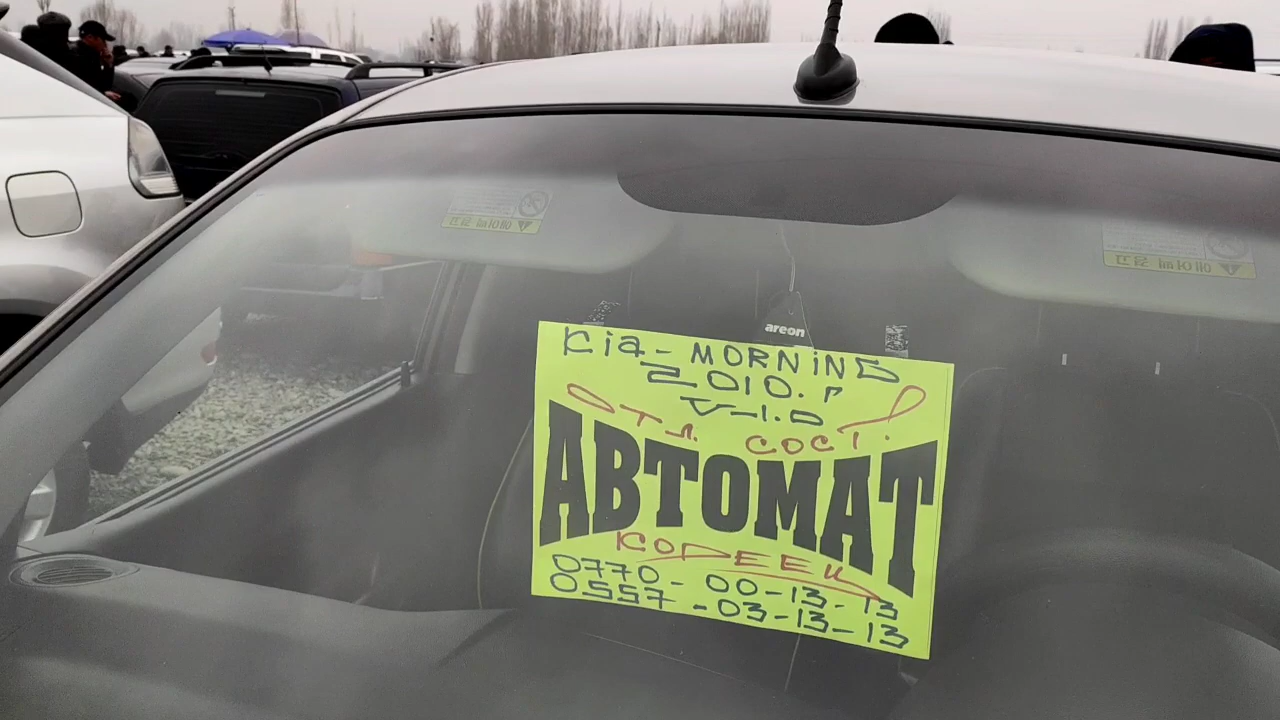 areon
Kia - MORNING
2010.г
V-1.0
ОТЛ. СОСТ!
АВТОМАТ
КОРЕЕЦ
0770- 00-13-13
0557 -03-13-13